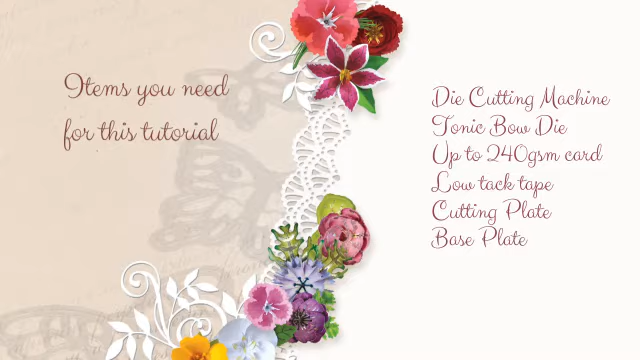 Items you need
for this tutorial
Die Cutting Machine
Tonic Bow Die
Up to 240gsm card
Low tack tape
Cutting Plate
Base Plate